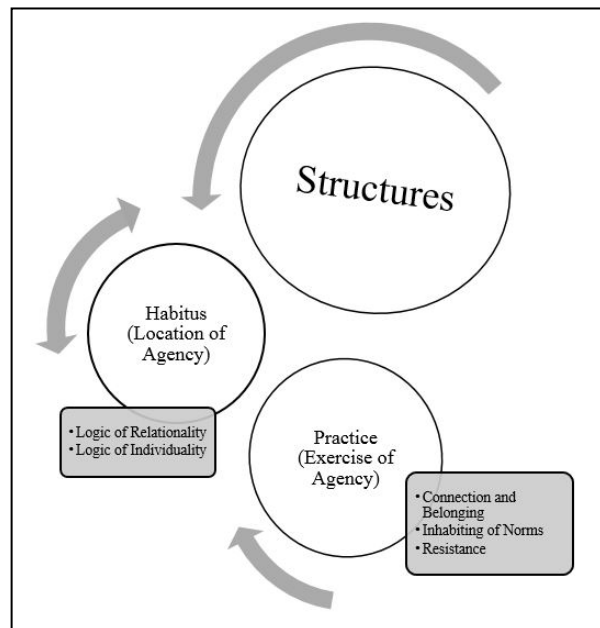 Structures
Habitus
(Location of
Agency)
•Logic of Relationality
•Logic of Individuality
Practice
(Exercise of
Agency)
•Connection and
Belonging
•Inhabiting of Norms
•Resistance